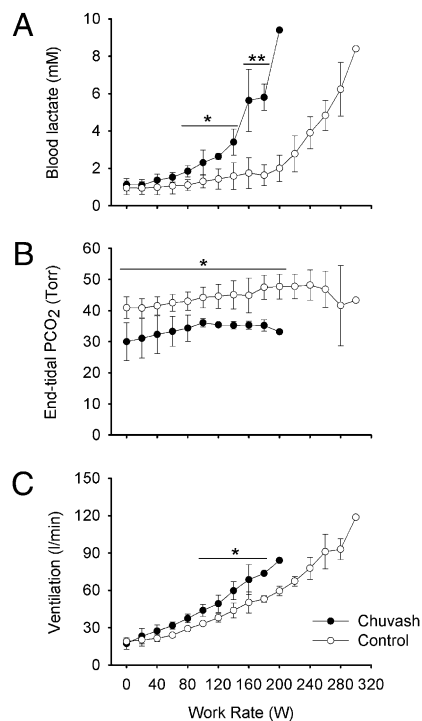 A
10
8
6
4
2
0
Blood lactate (mM)
*
**
B
60
50
40
30
20
10
0
End-tidal PCO2 (Torr)
*
C
150
120
90
60
30
0
Ventilation (l/min)
*
Chuvash
Control
0 40 80 120 160 200 240 280 320
Work Rate (W)